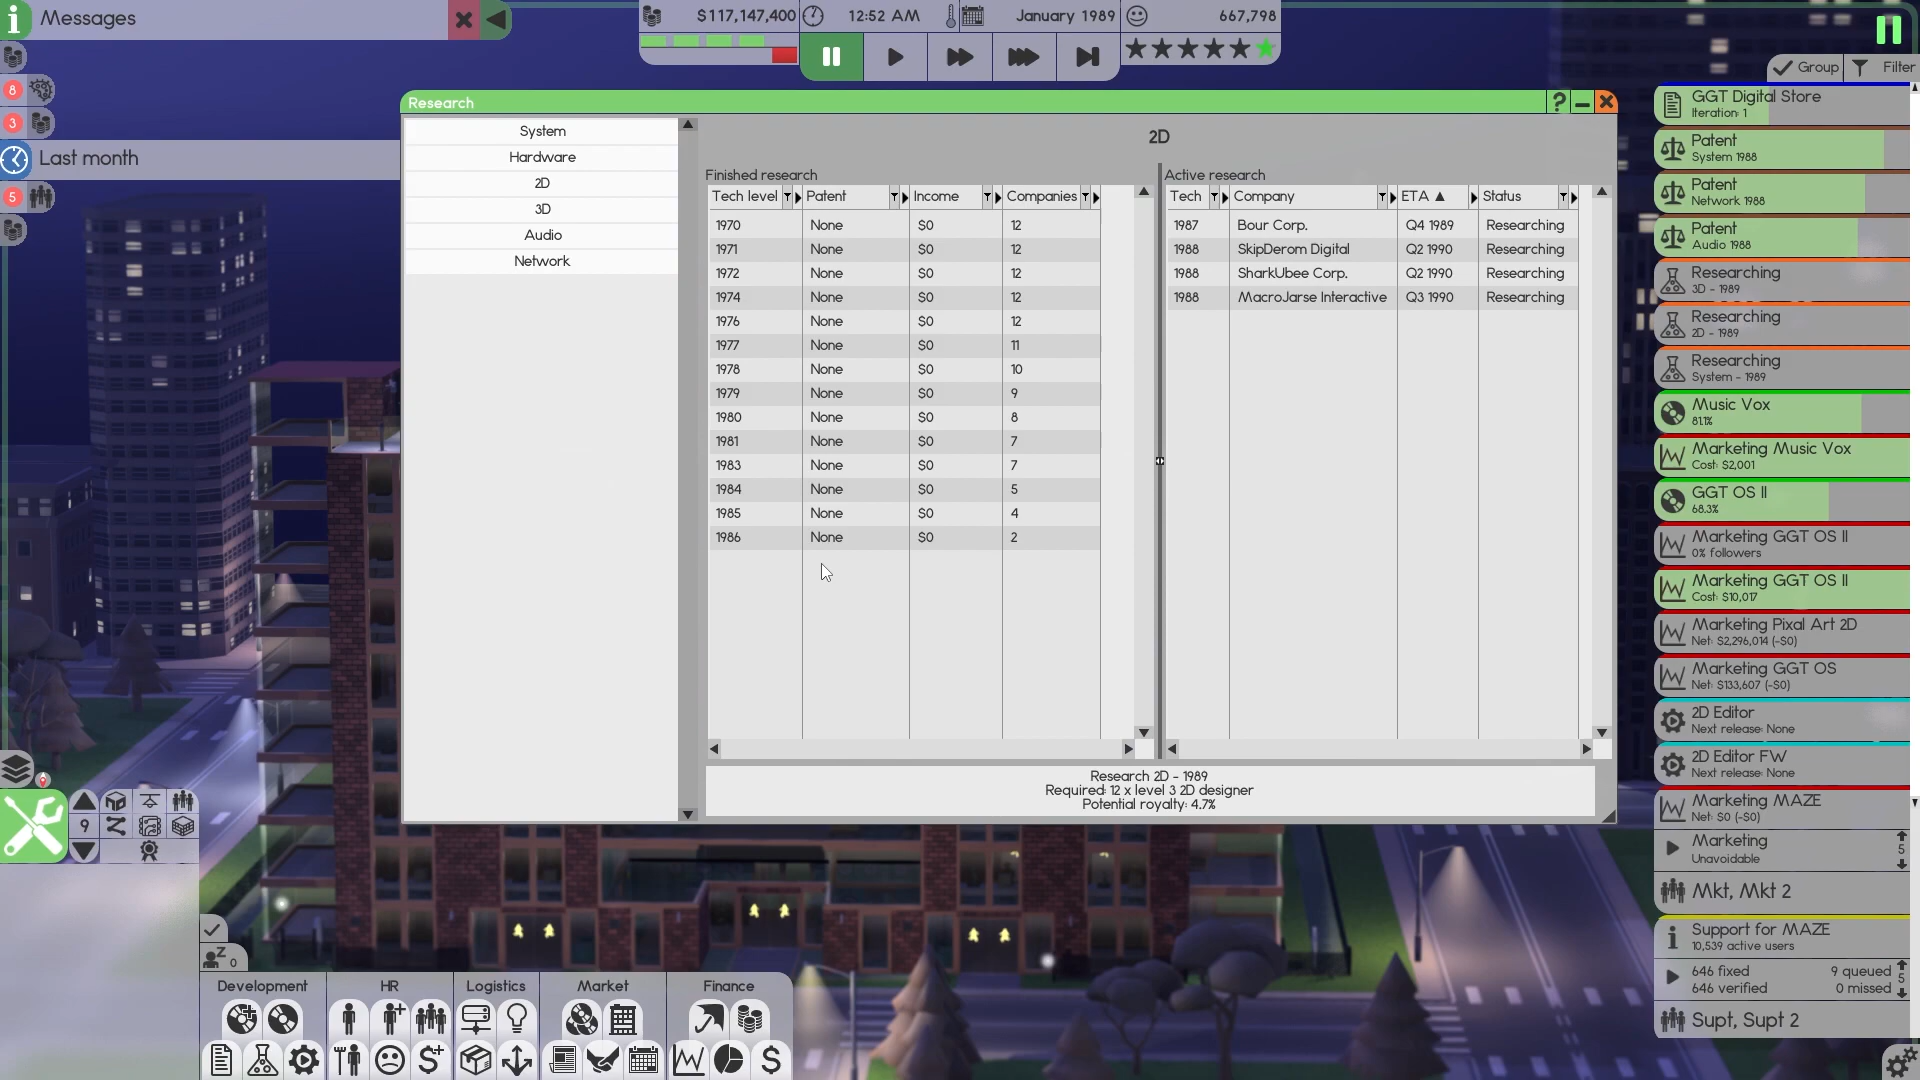 Messages
$117,147,400
12:52 AM
January 1989
667,798
8
3
Last month
5
Group
Filter
Research
?
System
Hardware
2D
3D
Audio
Network
2D
Finished research
Tech level Patent Income Companies
1970 None $0 12
1971 None $0 12
1972 None $0 12
1974 None $0 12
1976 None $0 12
1977 None $0 11
1978 None $0 10
1979 None $0 9
1980 None $0 8
1981 None $0 7
1983 None $0 7
1984 None $0 5
1985 None $0 4
1986 None $0 2
Active research
Tech Company ETA ▲ Status
1987 Bour Corp. Q4 1989 Researching
1988 SkipDerom Digital Q2 1990 Researching
1988 SharkUbee Corp. Q2 1990 Researching
1988 MacroJarse Interactive Q3 1990 Researching
Research 2D - 1989
Required: 12 x level 3 2D designer
Potential royalty: 4.7%
GGT Digital Store
Iteration: 1
Patent
System 1988
Patent
Network 1988
Patent
Audio 1988
Researching
3D - 1989
Researching
2D - 1989
Researching
System - 1989
Music Vox
81.1%
Marketing Music Vox
Cost: $2,001
GGT OS II
68.3%
Marketing GGT OS II
0% followers
Marketing GGT OS II
Cost: $10,017
Marketing Pixal Art 2D
Net: $2,296,014 (-$0)
Marketing GGT OS
Net: $133,607 (-$0)
2D Editor
Next release: None
2D Editor FW
Next release: None
Marketing MAZE
Net: $0 (-$0)
Marketing
Unavoidable
5
Mkt, Mkt 2
Support for MAZE
10,539 active users
646 fixed 9 queued
646 verified 0 missed
5
Supt, Supt 2
9
Z
0
Development
HR
Logistics
Market
Finance